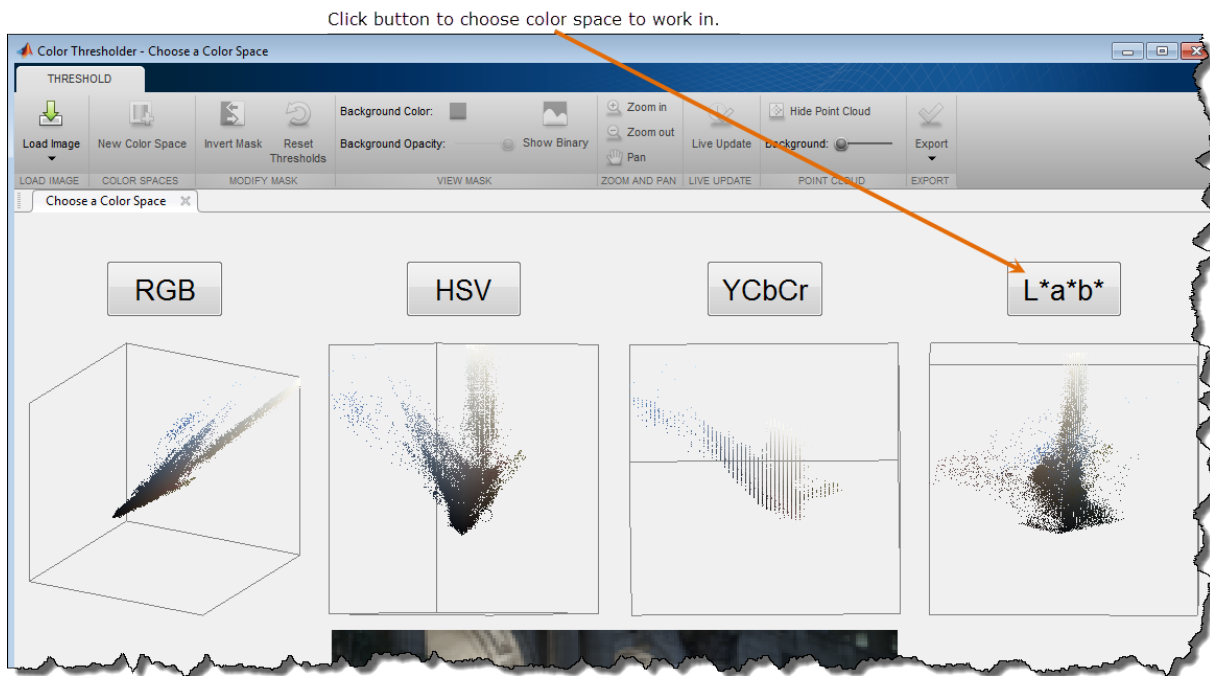 Click button to choose color space to work in.
Color Thresholder - Choose a Color Space
THRESHOLD
Load Image
New Color Space
Invert Mask
Reset
Thresholds
Background Color:
Background Opacity:
Show Binary
Zoom in
Zoom out
Pan
Live Update
Hide Point Cloud
Background:
Export
LOAD IMAGE COLOR SPACES MODIFY MASK VIEW MASK ZOOM AND PAN LIVE UPDATE POINT CLOUD EXPORT
Choose a Color Space
RGB HSV YCbCr L*a*b*